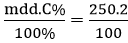 mdd.C% / 100% = 250.2 / 100